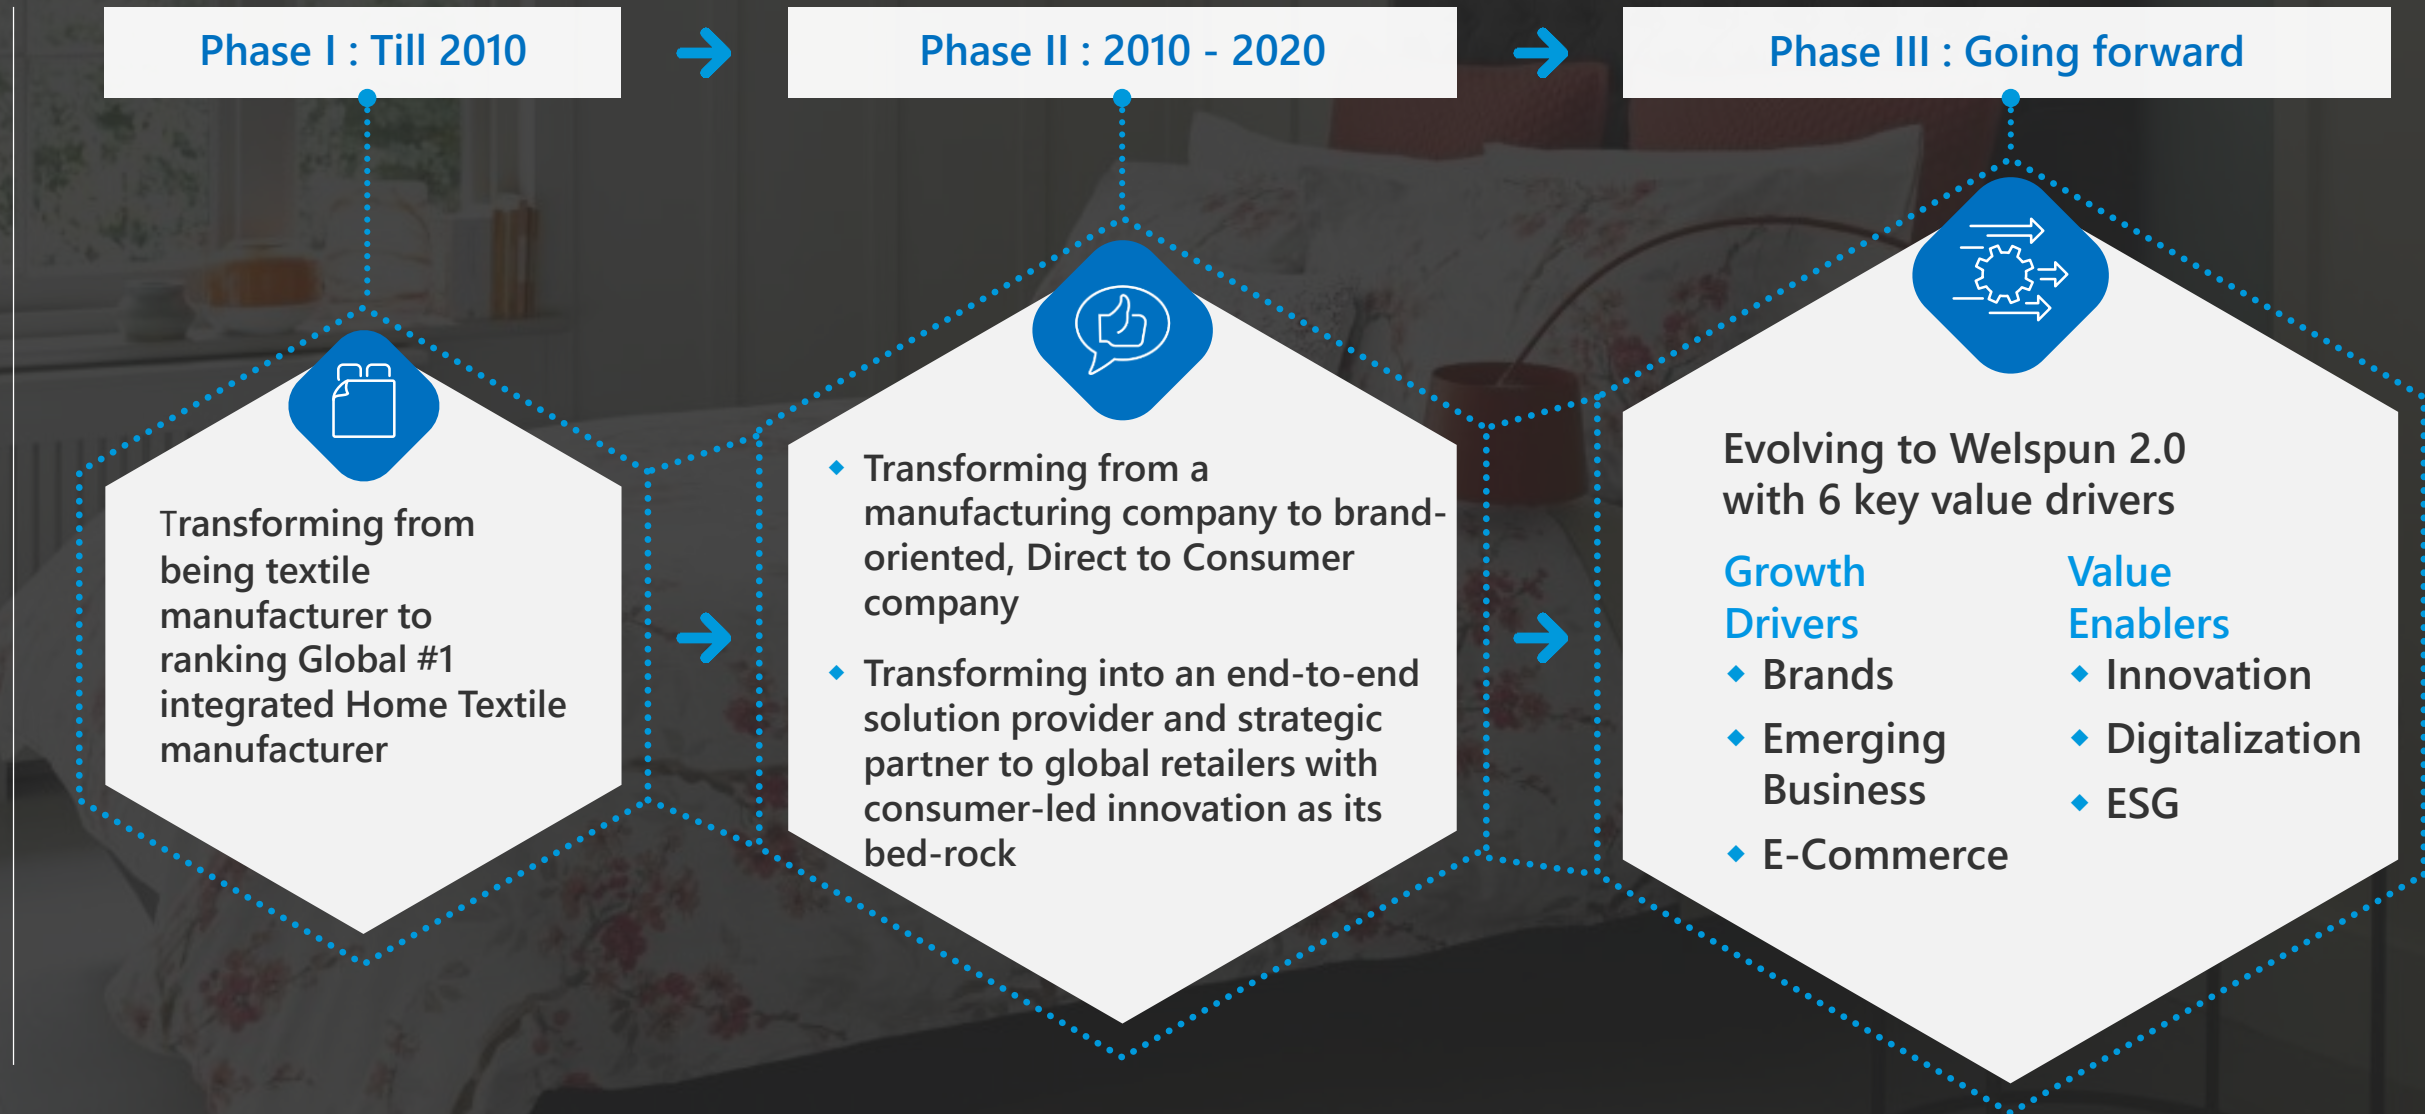 Phase I : Till 2010
Phase II : 2010 - 2020
Phase III : Going forward
Transforming from
being textile
manufacturer to
ranking Global #1
integrated Home Textile
manufacturer
Transforming from a
manufacturing company to brand-
oriented, Direct to Consumer
company
Transforming into an end-to-end
solution provider and strategic
partner to global retailers with
consumer-led innovation as its
bed-rock
Evolving to Welspun 2.0
with 6 key value drivers
Growth
Drivers
Brands
Emerging
Business
E-Commerce
Value
Enablers
Innovation
Digitalization
ESG